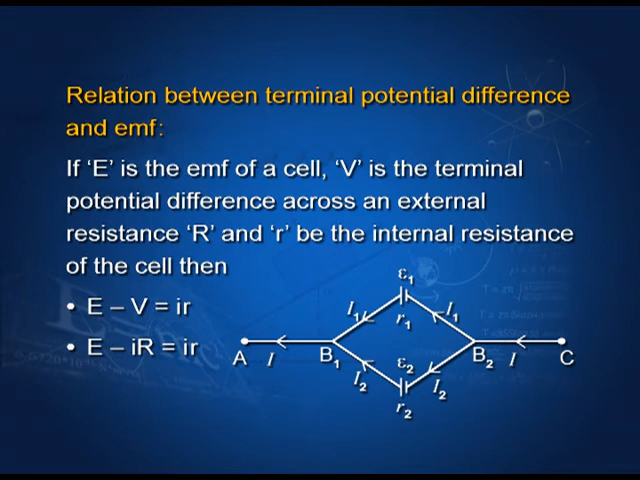 Relation between terminal potential difference
and emf:
If ‘E’ is the emf of a cell, ‘V’ is the terminal
potential difference across an external
resistance ‘R’ and ‘r’ be the internal resistance
of the cell then
• E – V = ir
• E – iR = ir
ε₁
I₁ I₁
r₁
A I B₁ ε₂ B₂ I C
I₂ I₂
r₂